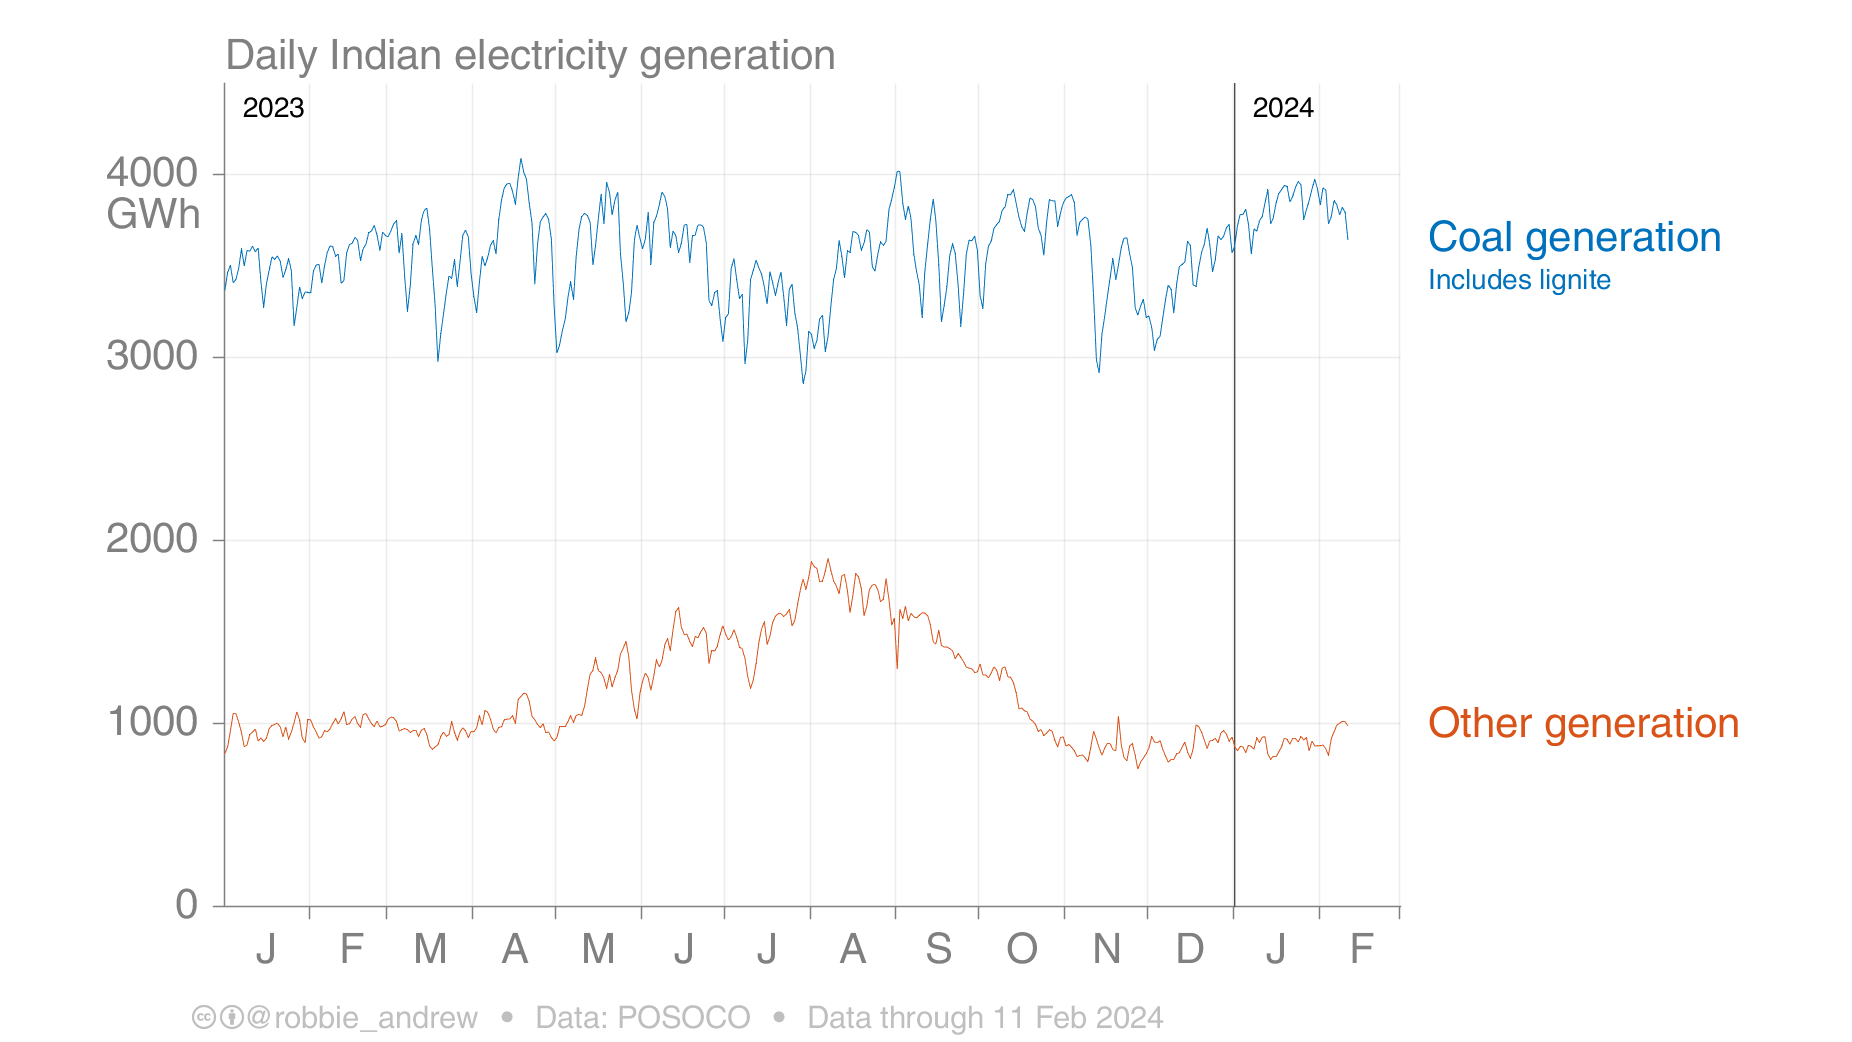 Daily Indian electricity generation
2023
2024
4000
GWh
3000
2000
1000
0
Coal generation
Includes lignite
Other generation
J F M A M J J A S O N D J F
cc @robbie_andrew • Data: POSOCO • Data through 11 Feb 2024